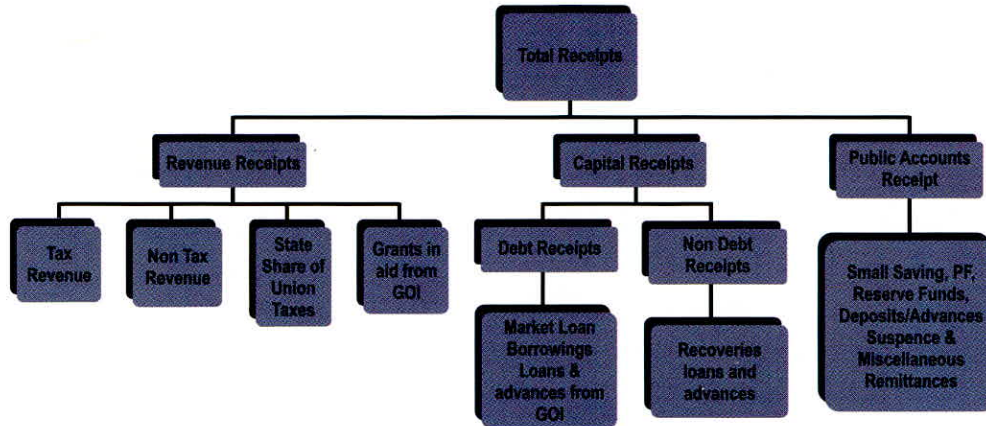 Total Receipts
Revenue Receipts
Capital Receipts
Public Accounts
Receipt
Tax
Revenue
Non Tax
Revenue
State
Share of
Union
Taxes
Grants in
aid from
GOI
Debt Receipts
Non Debt
Receipts
Market Loan
Borrowings
Loans &
advances from
GOI
Recoveries
loans and
advances
Small Saving, PF,
Reserve Funds,
Deposits/Advances
Suspence &
Miscellaneous
Remittances